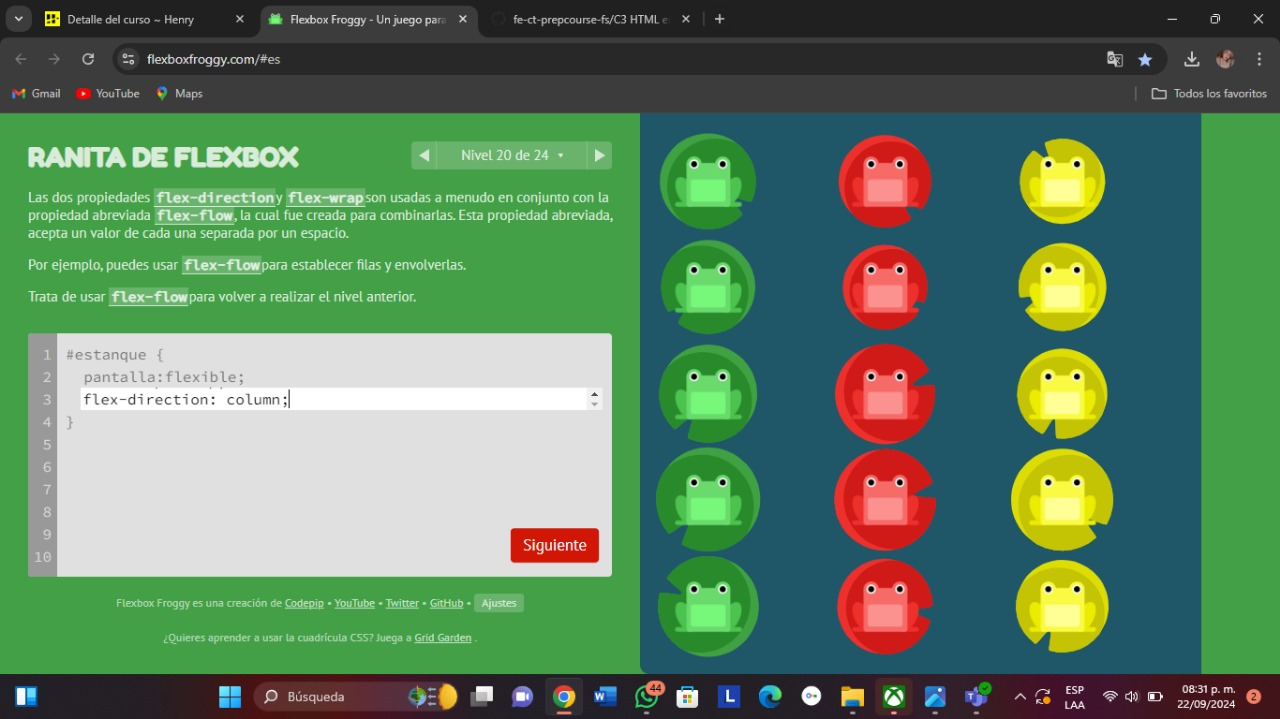 Detalle del curso ~ Henry
Flexbox Froggy - Un juego para
fe-ct-prepcourse-fs/C3 HTML e
flexboxfroggy.com/#es
Gmail
YouTube
Maps
Todos los favoritos
RANITA DE FLEXBOX
Nivel 20 de 24
Las dos propiedades flex-direction y flex-wrap son usadas a menudo en conjunto con la
propiedad abreviada flex-flow, la cual fue creada para combinarlas. Esta propiedad abreviada,
acepta un valor de cada una separada por un espacio.
Por ejemplo, puedes usar flex-flow para establecer filas y envolverlas.
Trata de usar flex-flow para volver a realizar el nivel anterior.
1 #estanque {
2 pantalla:flexible;
3 flex-direction: column;
4 }
5
6
7
8
9
10
Siguiente
Flexbox Froggy es una creación de Codepip • YouTube • Twitter • GitHub • Ajustes
¿Quieres aprender a usar la cuadrícula CSS? Juega a Grid Garden .
Búsqueda
44
L
ESP
LAA
08:31 p. m.
22/09/2024
2